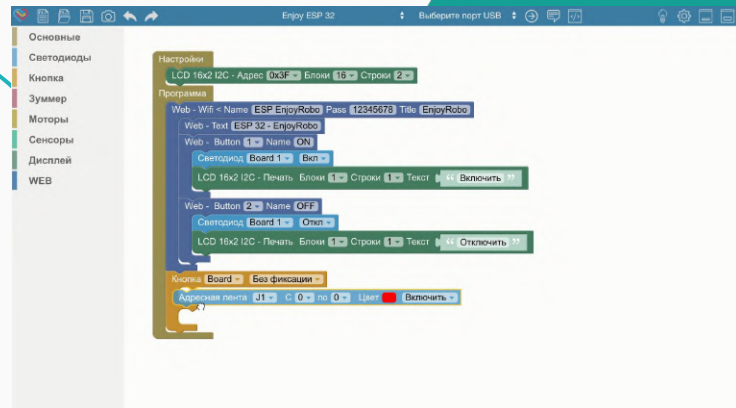 Enjoy ESP 32 Выберите порт USB
Основные
Светодиоды
Кнопка
Зуммер
Моторы
Сенсоры
Дисплей
WEB
Настройки
LCD 16x2 I2C - Адрес 0x3F Блоки 16 Строки 2
Программа
Web - Wifi < Name ESP EnjoyRobo Pass 12345678 Title EnjoyRobo
Web - Text ESP 32 - EnjoyRobo
Web - Button 1 Name ON
Светодиод Board 1 Вкл
LCD 16x2 I2C - Печать Блоки 1 Строки 1 Текст “ Включить ”
Web - Button 2 Name OFF
Светодиод Board 1 Откл
LCD 16x2 I2C - Печать Блоки 1 Строки 1 Текст “ Отключить ”
Кнопка Board Без фиксации
Адресная лента J1 С 0 по 0 Цвет Включить